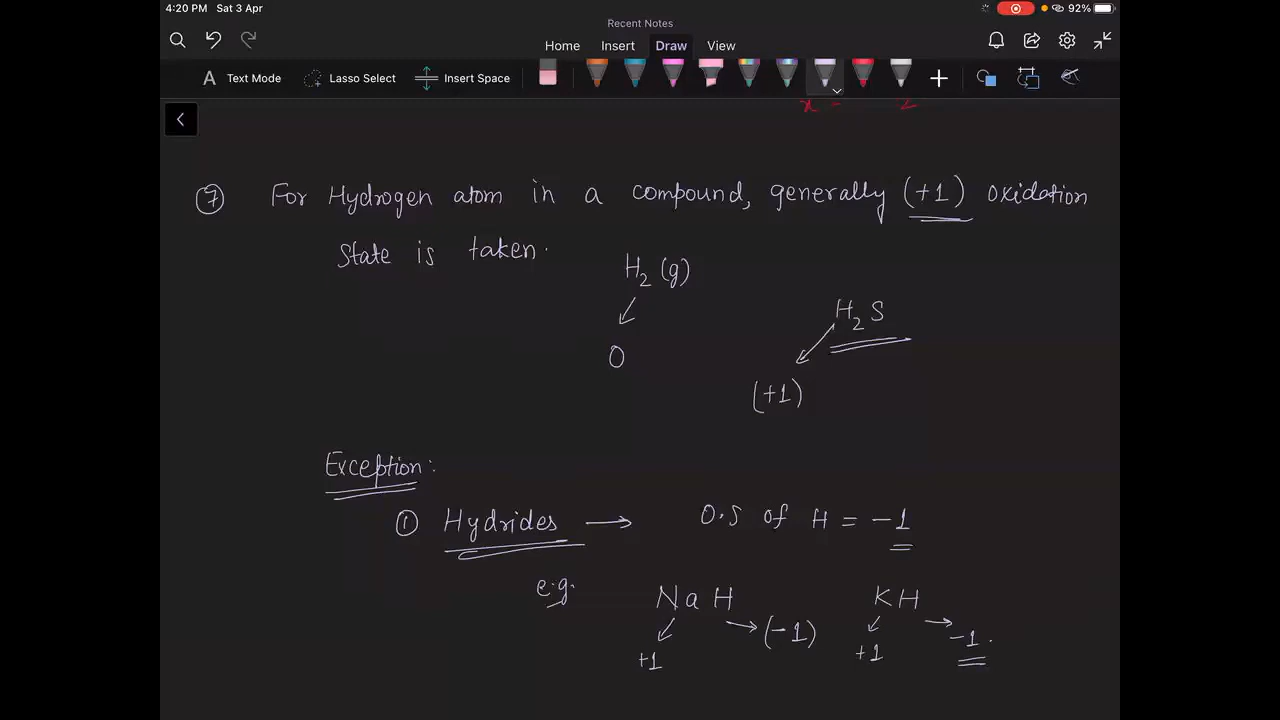 4:20 PM Sat 3 Apr
92%
Recent Notes
Home Insert Draw View
Text Mode Lasso Select Insert Space
⑦ For Hydrogen atom in a compound, generally (+1) oxidation
state is taken.
H2 (g)
0
H2S
(+1)
Exception:
① Hydrides → O.S of H = -1
e.g.
NaH
+1
(-1)
KH
+1
-1.